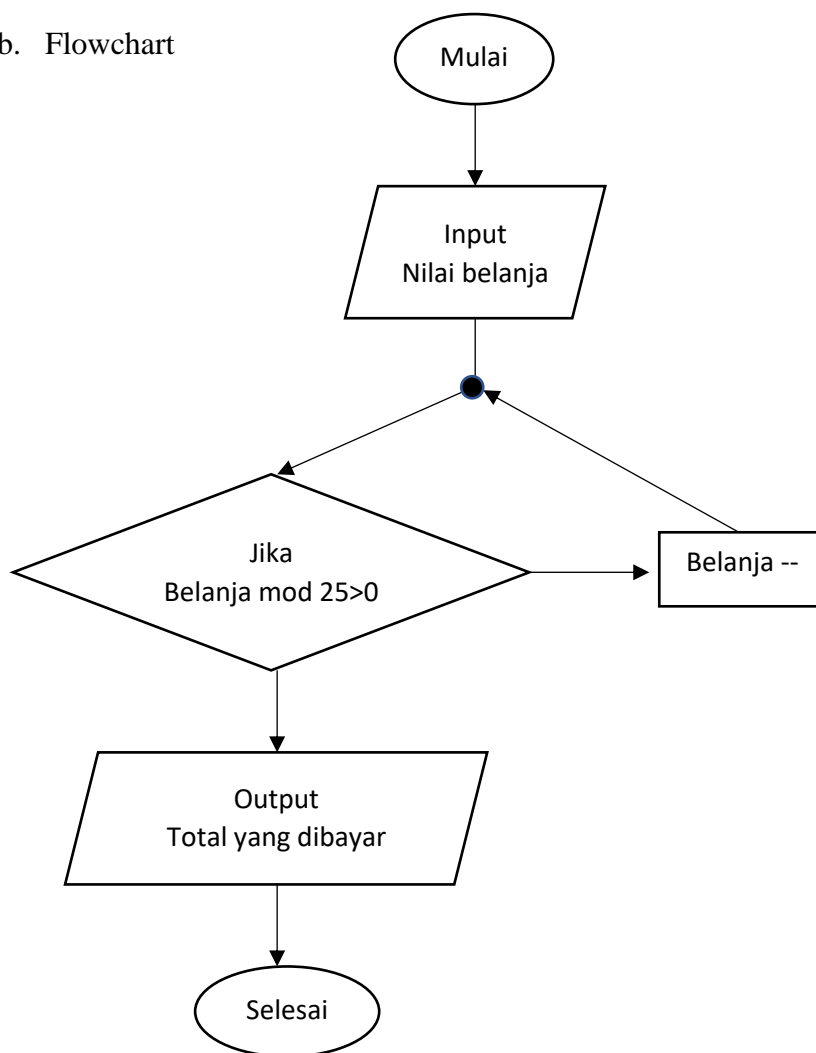 b. Flowchart
Mulai
Input
Nilai belanja
Jika
Belanja mod 25>0
Belanja --
Output
Total yang dibayar
Selesai